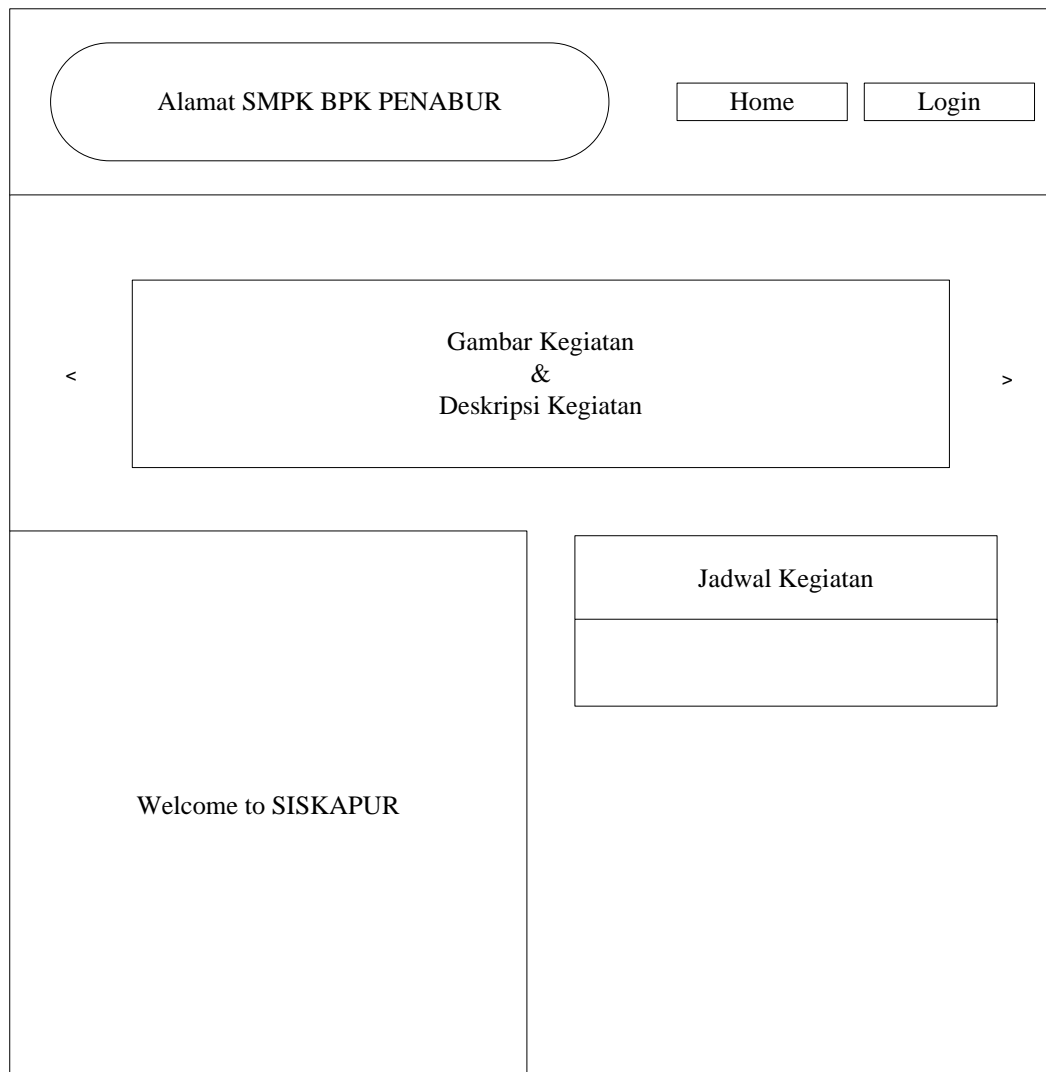 Alamat SMPK BPK PENABUR
Home
Login
Gambar Kegiatan
&
Deskripsi Kegiatan
<
>
Jadwal Kegiatan
Welcome to SISKAPUR